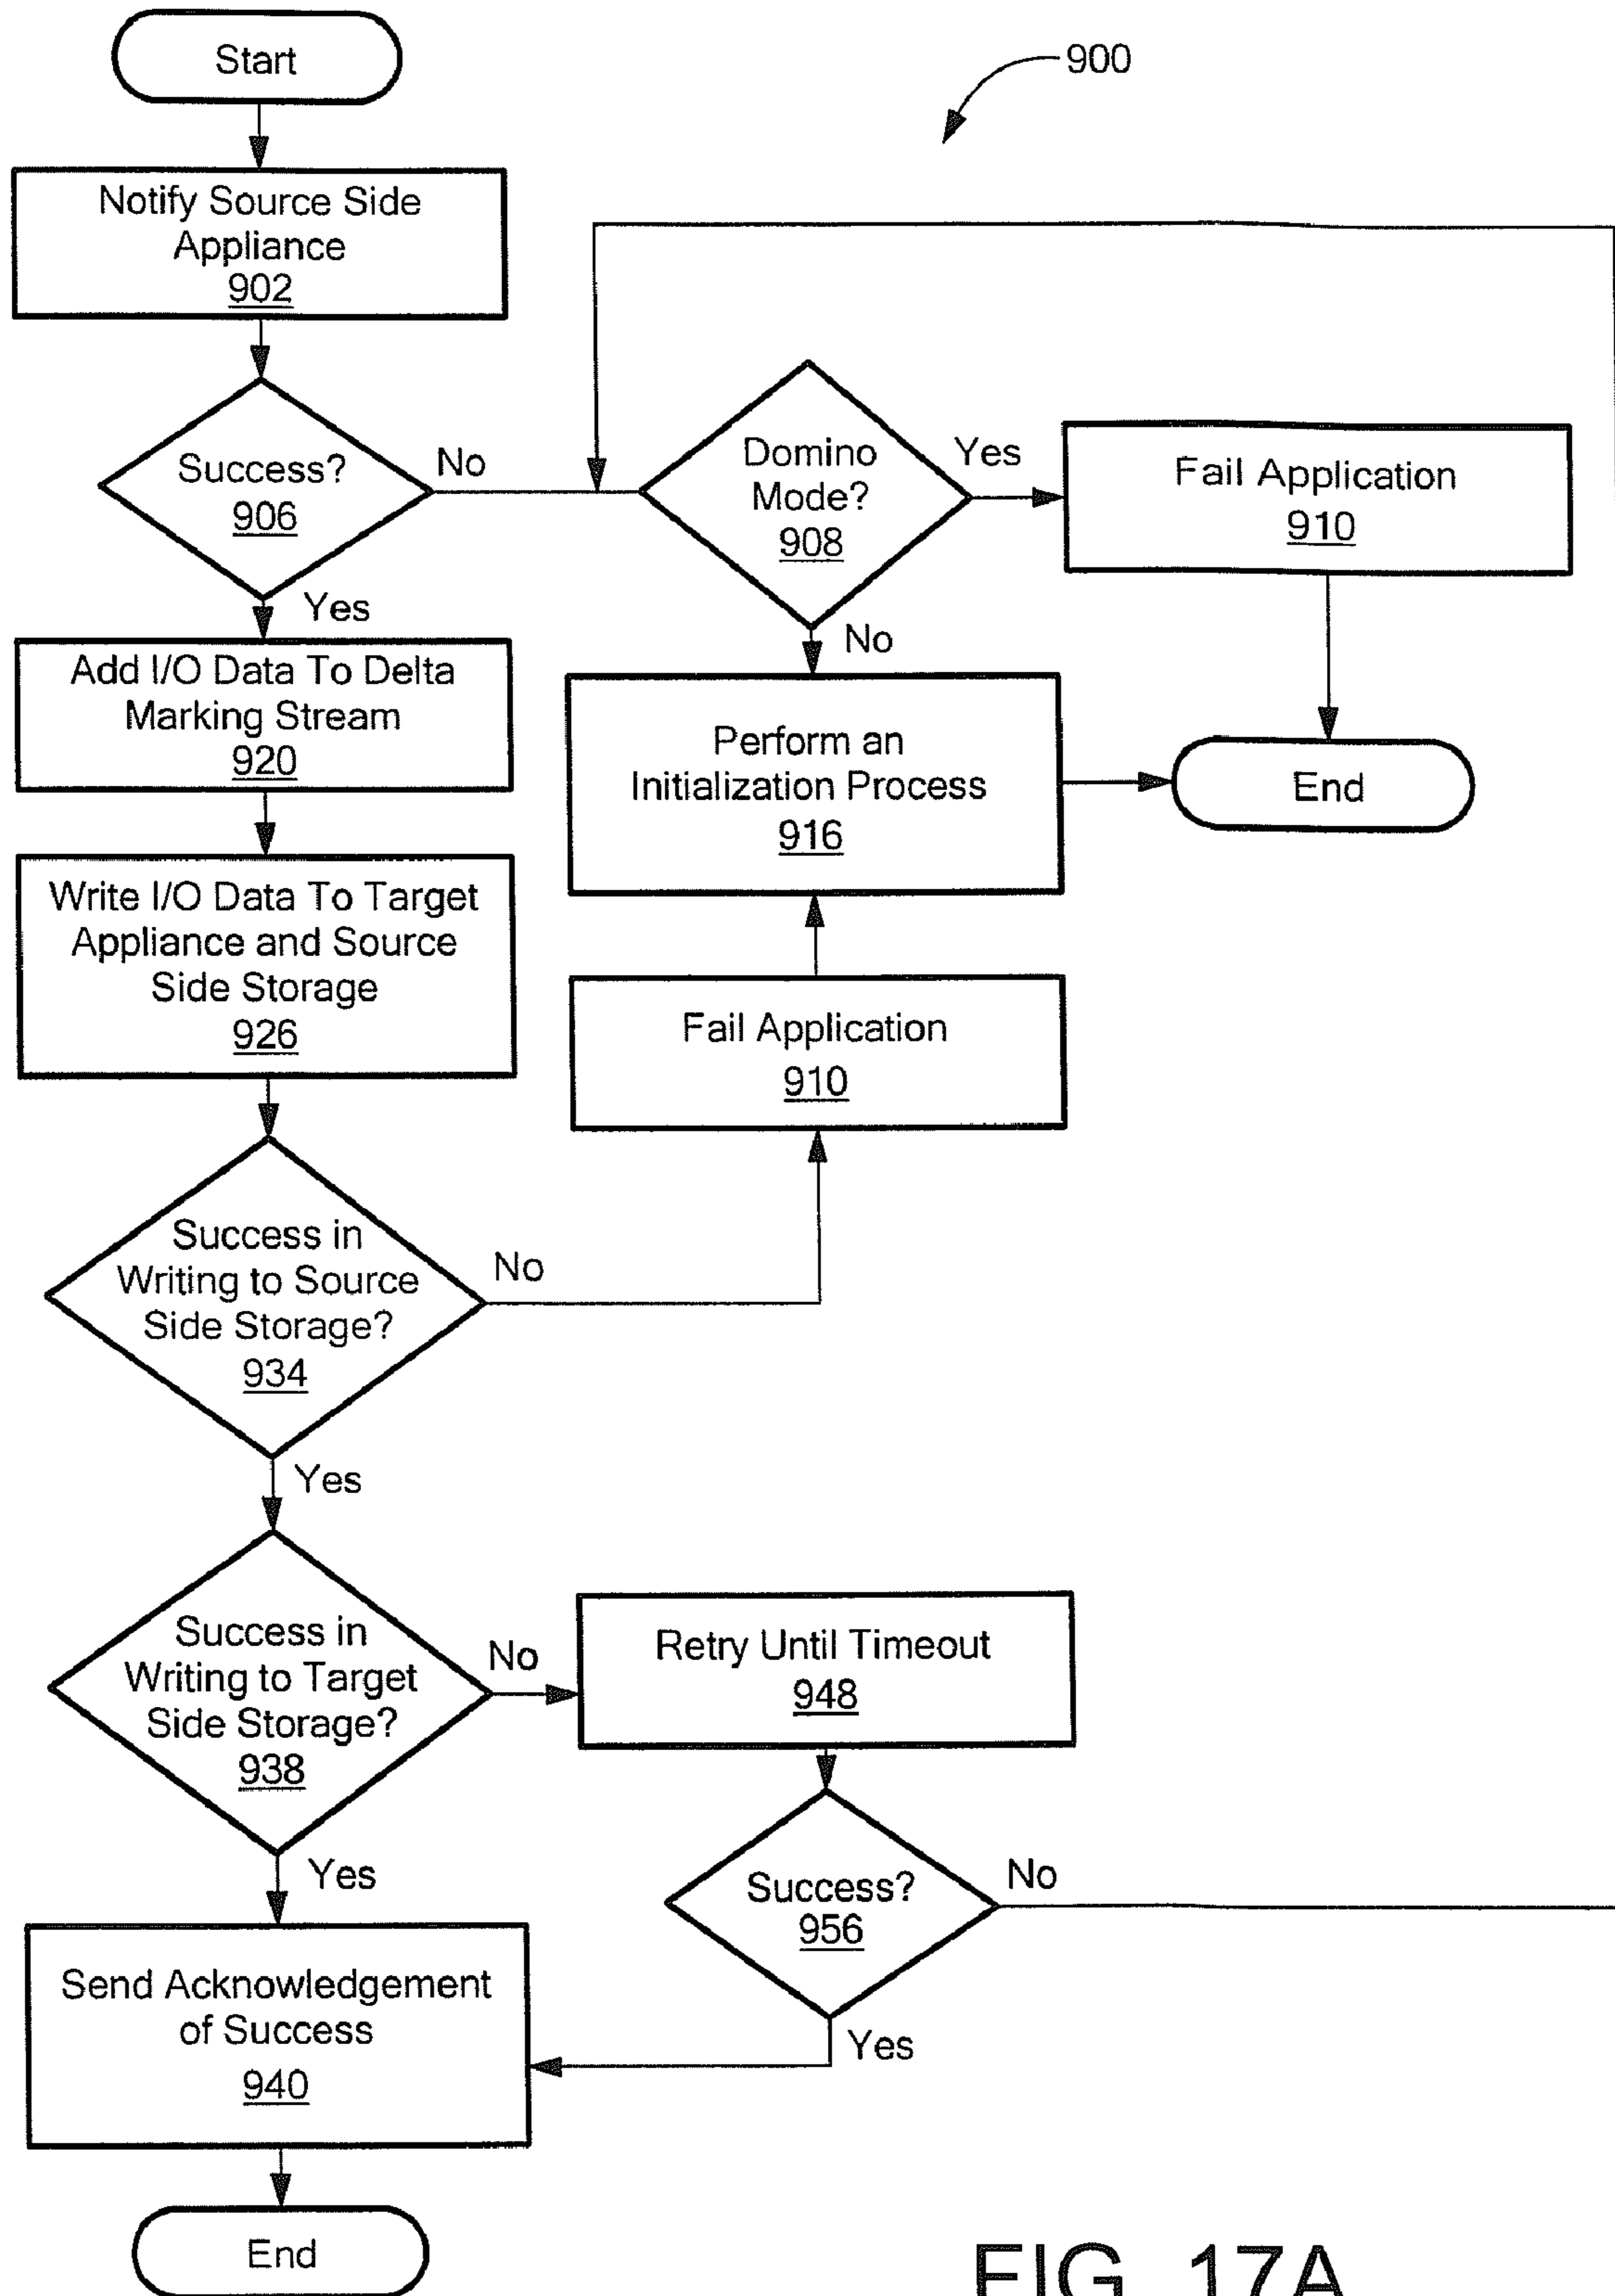 Start
900
Notify Source Side
Appliance
902
Success?
906
No
Domino
Mode?
908
Yes
Fail Application
910
Yes
No
Add I/O Data To Delta
Marking Stream
920
Perform an
Initialization Process
916
End
Write I/O Data To Target
Appliance and Source
Side Storage
926
Fail Application
910
Success in
Writing to Source
Side Storage?
934
No
Yes
Success in
Writing to Target
Side Storage?
938
No
Retry Until Timeout
948
Yes
Success?
956
No
Yes
Send Acknowledgement
of Success
940
End
FIG. 17A